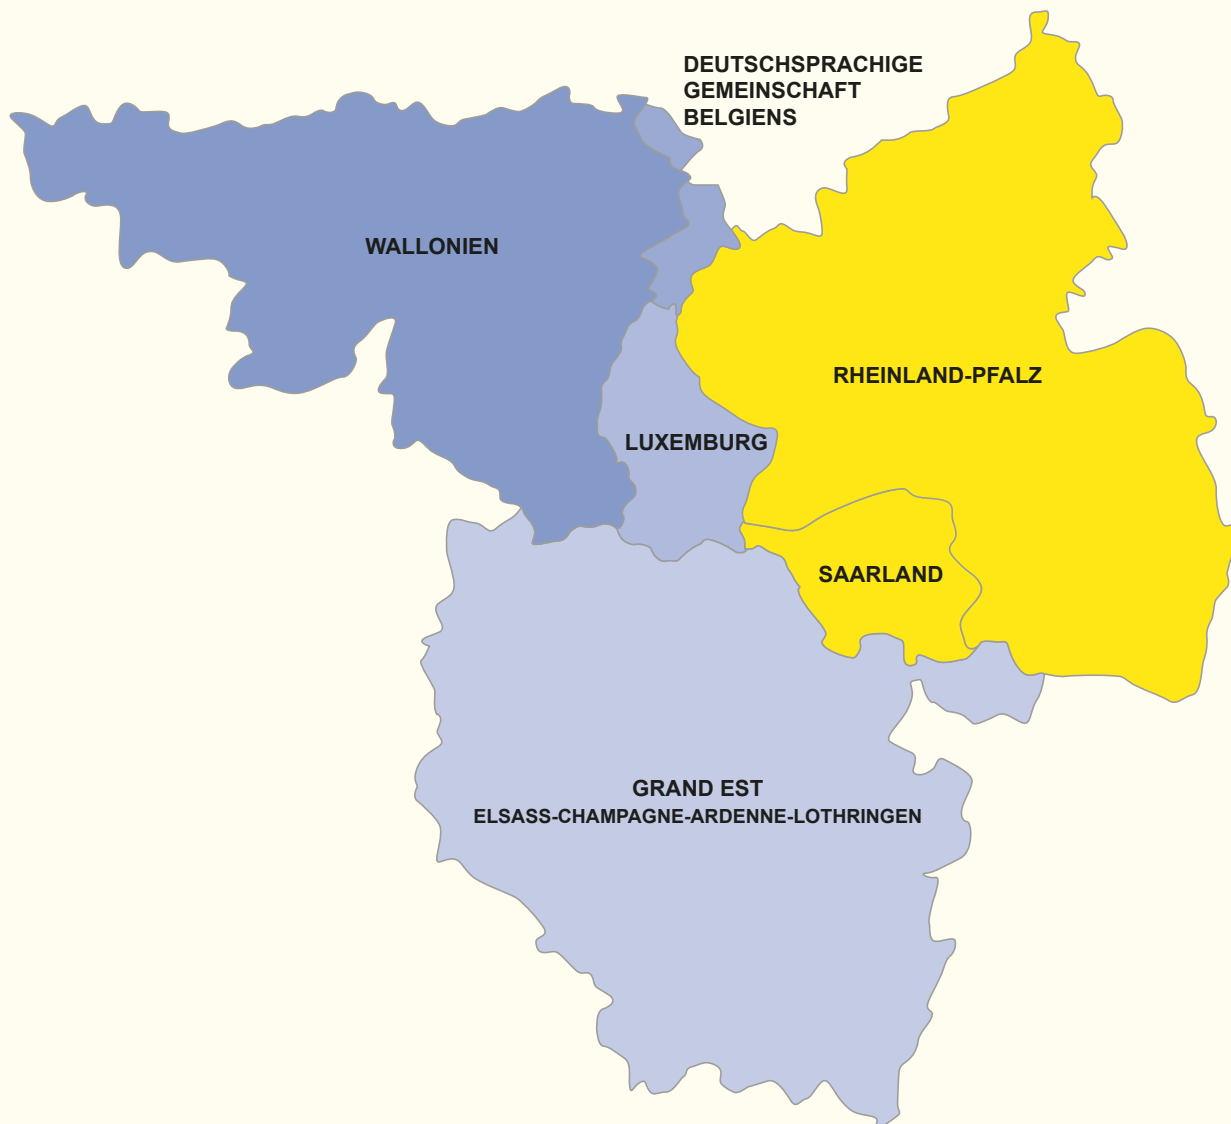 DEUTSCHSPRACHIGE
GEMEINSCHAFT
BELGIENS
WALLONIEN
RHEINLAND-PFALZ
LUXEMBURG
SAARLAND
GRAND EST
ELSASS-CHAMPAGNE-ARDENNE-LOTHRINGEN